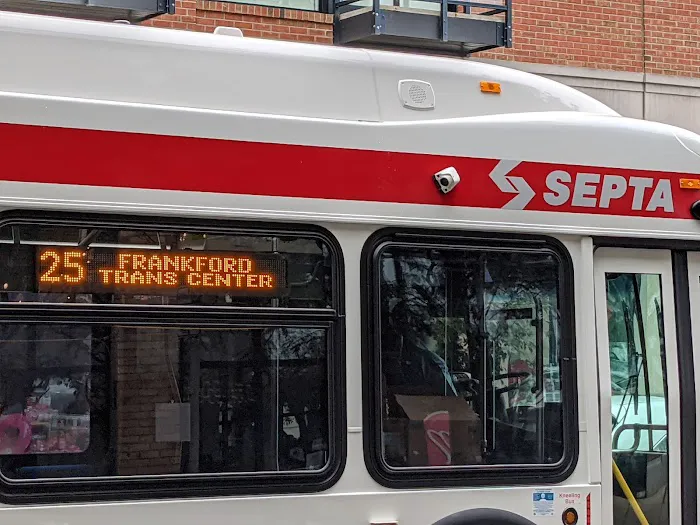 SEPTA
25 FRANKFORD
TRANS CENTER
Kneeling
Bus